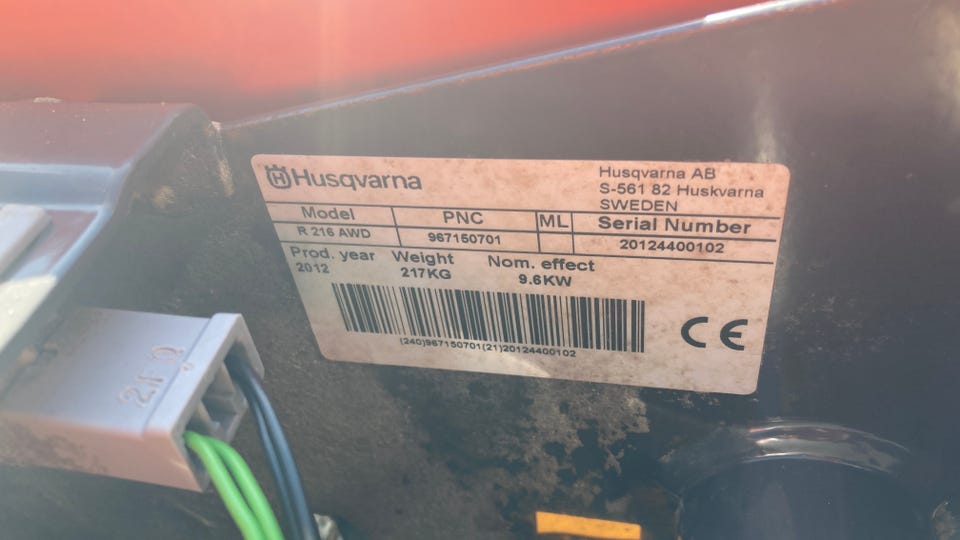 Husqvarna
Husqvarna AB
S-561 82 Huskvarna
SWEDEN
Model PNC ML Serial Number
R 216 AWD 967150701 20124400102
Prod. year Weight Nom. effect
2012 217KG 9.6KW
(240)967150701(21)20124400102
CE